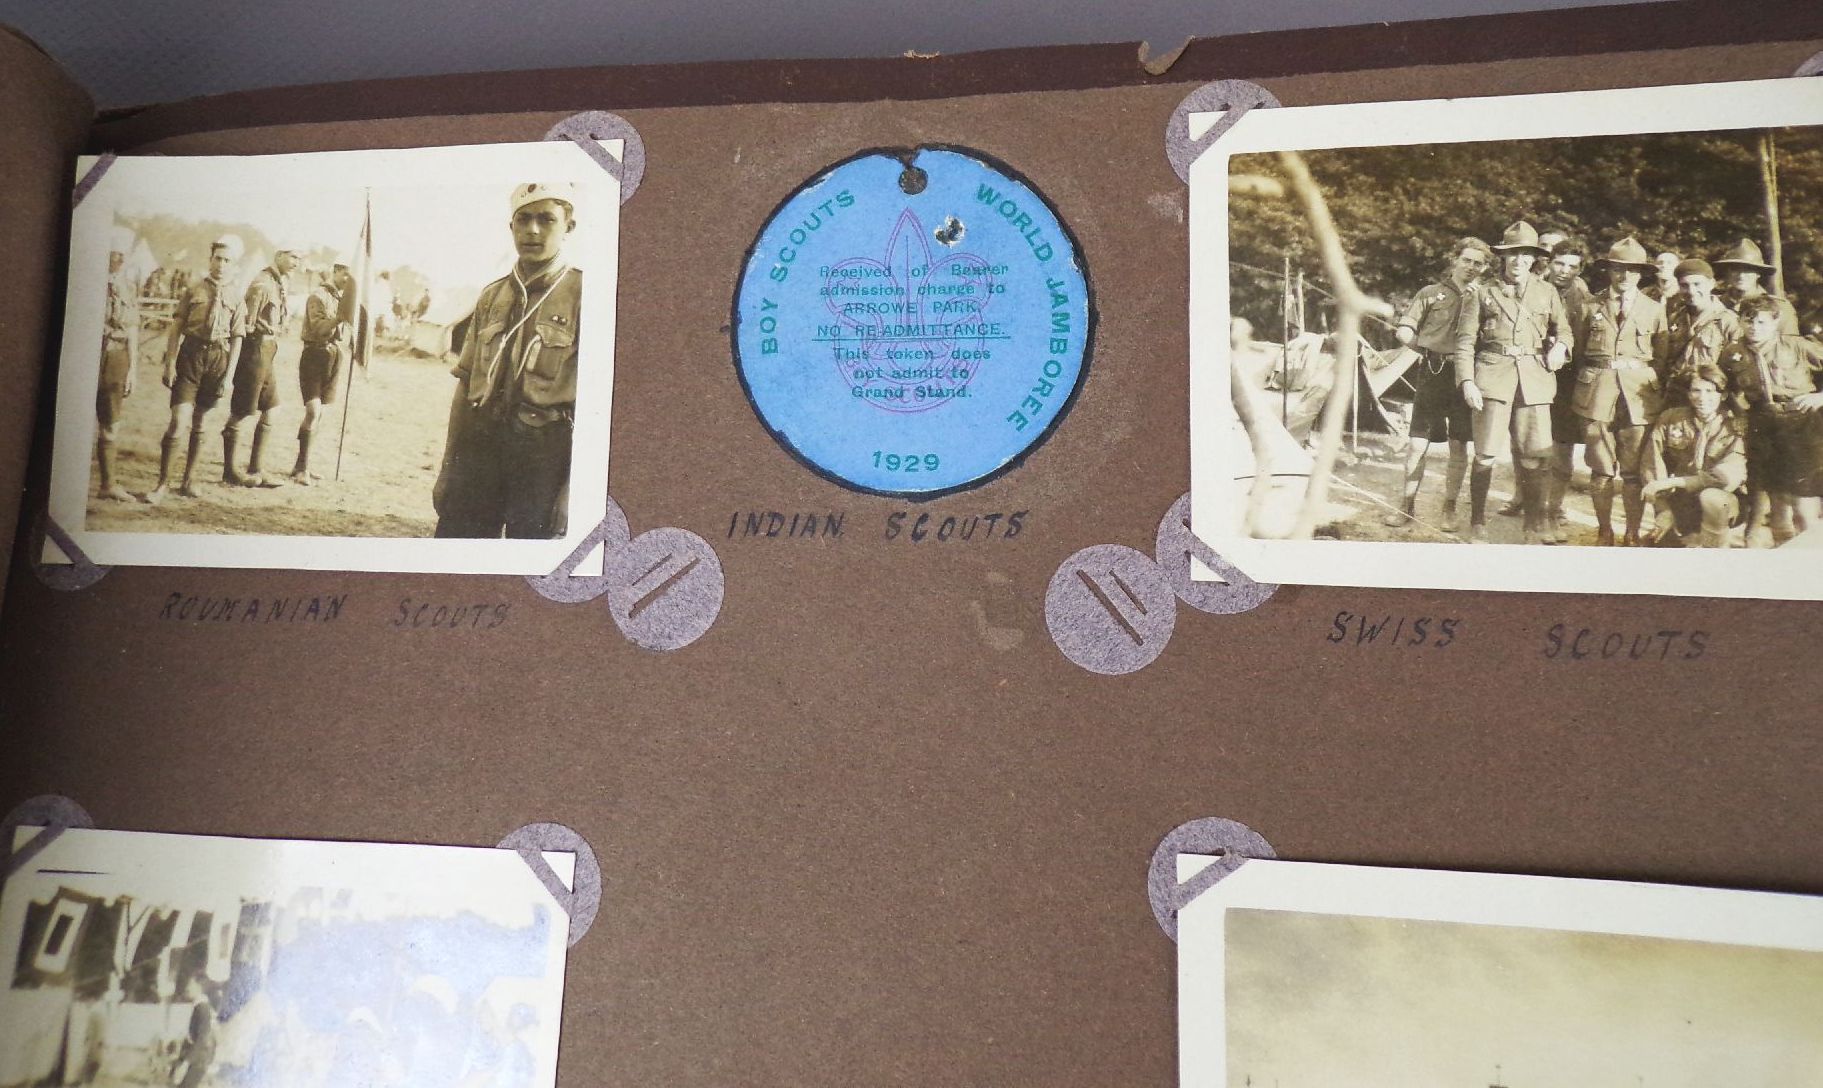 BOY SCOUTS WORLD JAMBOREE
Received of Bearer
admission charge to
ARROWE PARK.
NO RE-ADMITTANCE.
This token does
not admit to
Grand Stand.
1929
INDIAN SCOUTS
ROUMANIAN SCOUTS
SWISS SCOUTS